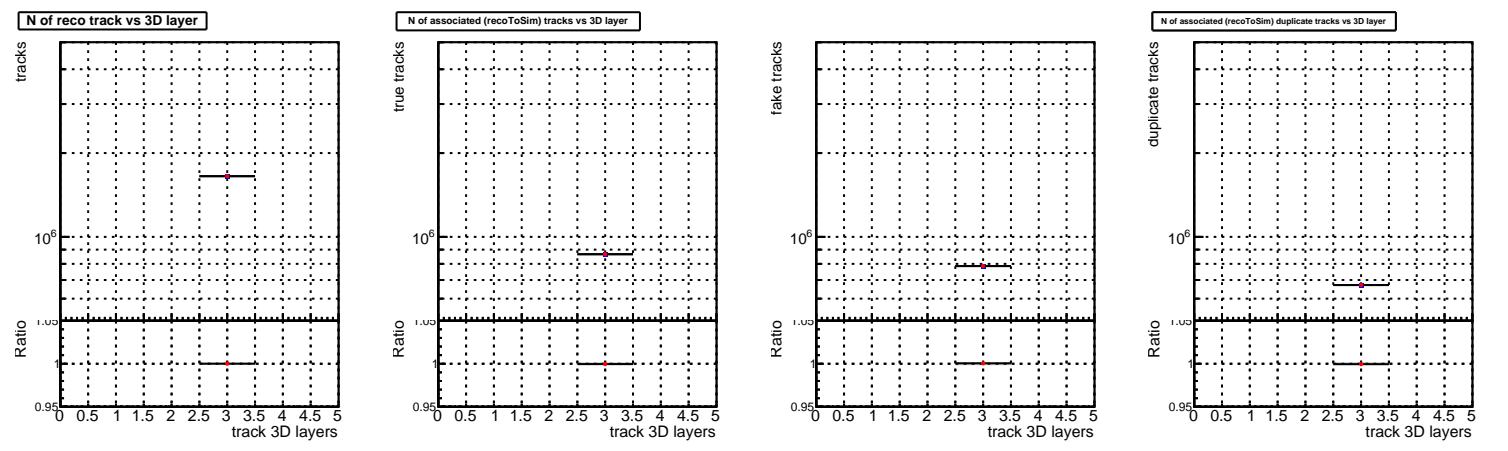 N of reco track vs 3D layer
tracks
10^6
1.05
Ratio
1
0.95
0 0.5 1 1.5 2 2.5 3 3.5 4 4.5 5
track 3D layers
N of associated (recoToSim) tracks vs 3D layer
true tracks
10^6
1.05
Ratio
1
0.95
0 0.5 1 1.5 2 2.5 3 3.5 4 4.5 5
track 3D layers
fake tracks
10^6
1.05
Ratio
1
0.95
0 0.5 1 1.5 2 2.5 3 3.5 4 4.5 5
track 3D layers
N of associated (recoToSim) duplicate tracks vs 3D layer
duplicate tracks
10^6
1.05
Ratio
1
0.95
0 0.5 1 1.5 2 2.5 3 3.5 4 4.5 5
track 3D layers